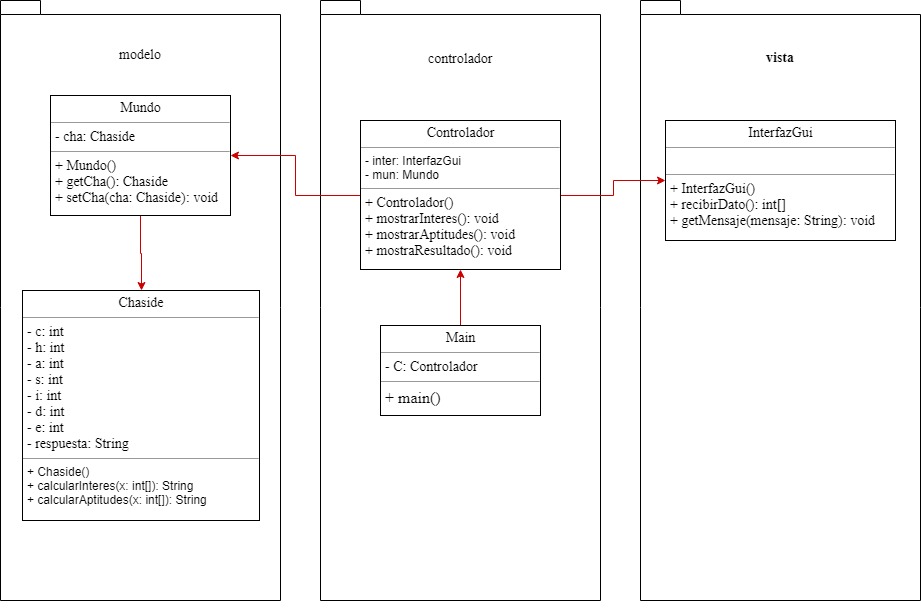 modelo
Mundo
- cha: Chaside
+ Mundo()
+ getCha(): Chaside
+ setCha(cha: Chaside): void
Chaside
- c: int
- h: int
- a: int
- s: int
- i: int
- d: int
- e: int
- respuesta: String
+ Chaside()
+ calcularInteres(x: int[]): String
+ calcularAptitudes(x: int[]): String
controlador
Controlador
- inter: InterfazGui
- mun: Mundo
+ Controlador()
+ mostrarInteres(): void
+ mostrarAptitudes(): void
+ mostraResultado(): void
Main
- C: Controlador
+ main()
vista
InterfazGui
+ InterfazGui()
+ recibirDato(): int[]
+ getMensaje(mensaje: String): void